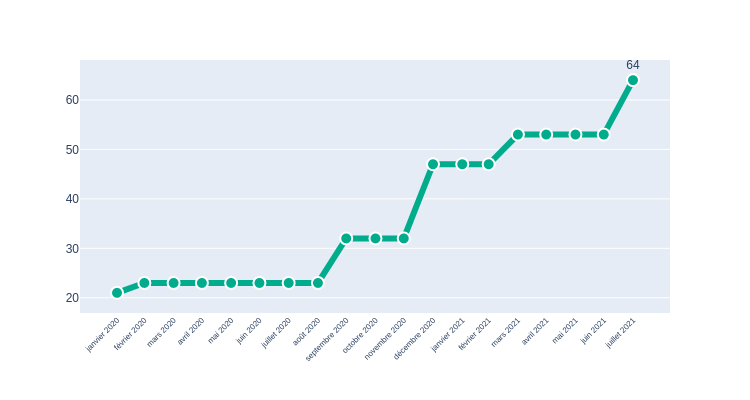 64
60
50
40
30
20
janvier 2020
février 2020
mars 2020
avril 2020
mai 2020
juin 2020
juillet 2020
août 2020
septembre 2020
octobre 2020
novembre 2020
décembre 2020
janvier 2021
février 2021
mars 2021
avril 2021
mai 2021
juin 2021
juillet 2021